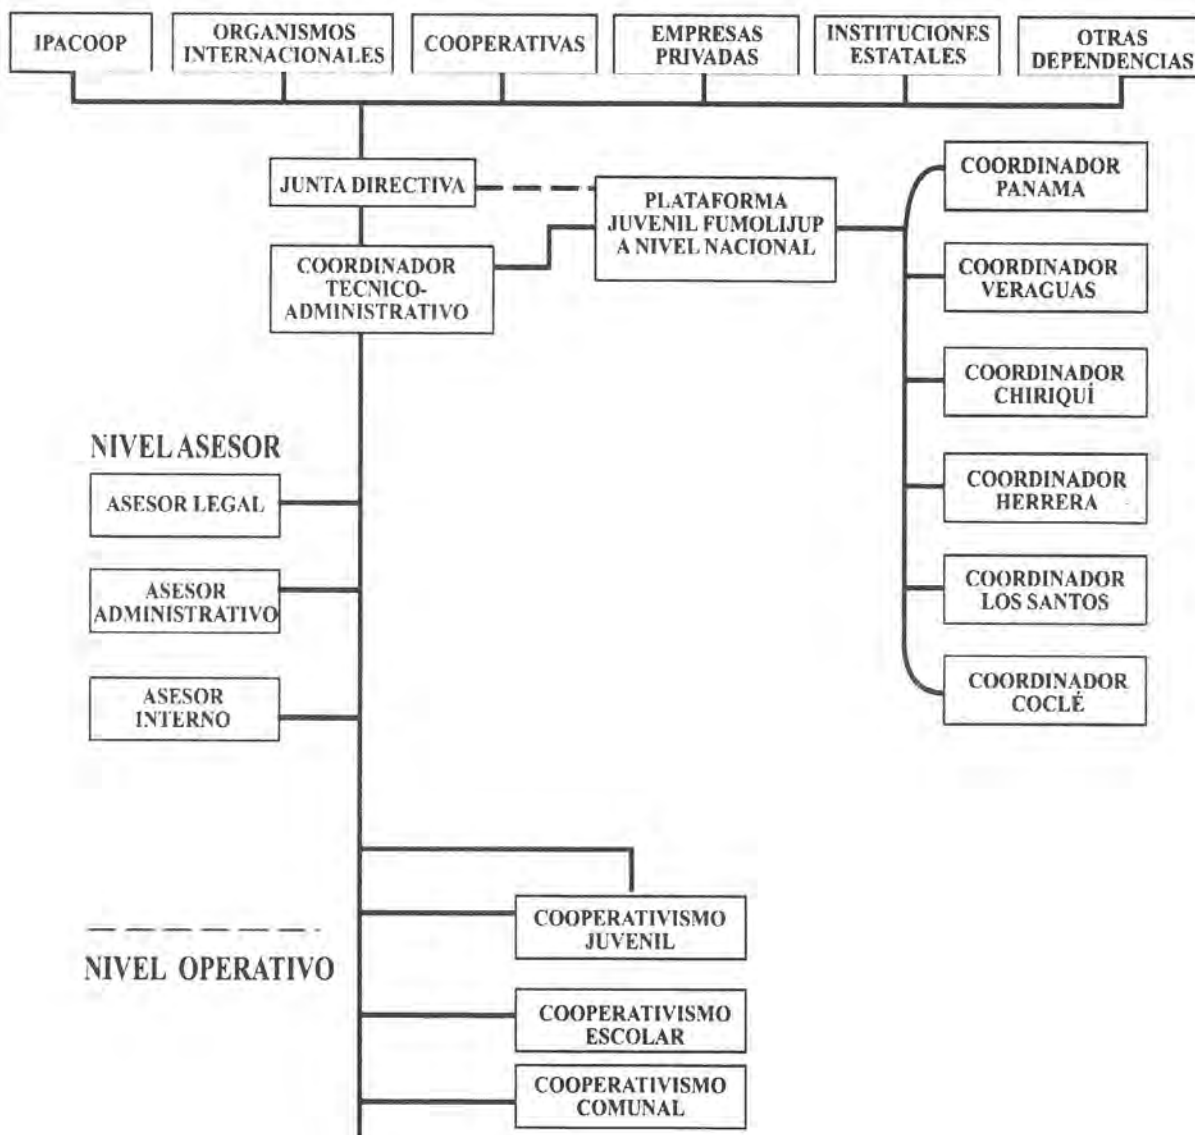 IPACOOP
ORGANISMOS
INTERNACIONALES
COOPERATIVAS
EMPRESAS
PRIVADAS
INSTITUCIONES
ESTATALES
OTRAS
DEPENDENCIAS
JUNTA DIRECTIVA
PLATAFORMA
JUVENIL FUMOLIJUP
A NIVEL NACIONAL
COORDINADOR
TECNICO-
ADMINISTRATIVO
COORDINADOR
PANAMA
COORDINADOR
VERAGUAS
COORDINADOR
CHIRIQUÍ
COORDINADOR
HERRERA
COORDINADOR
LOS SANTOS
COORDINADOR
COCLÉ
NIVEL ASESOR
ASESOR LEGAL
ASESOR
ADMINISTRATIVO
ASESOR
INTERNO
NIVEL OPERATIVO
COOPERATIVISMO
JUVENIL
COOPERATIVISMO
ESCOLAR
COOPERATIVISMO
COMUNAL